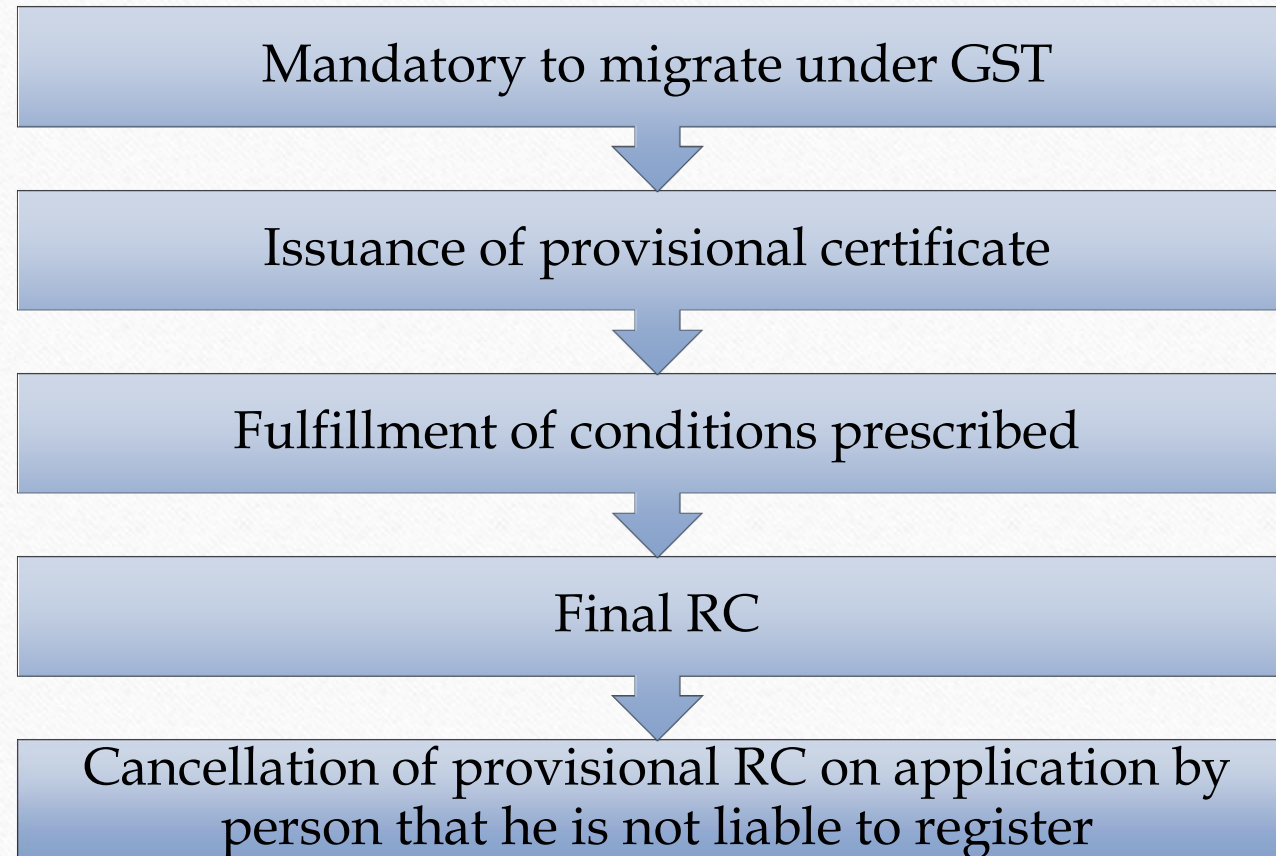 Mandatory to migrate under GST
Issuance of provisional certificate
Fulfillment of conditions prescribed
Final RC
Cancellation of provisional RC on application by
person that he is not liable to register